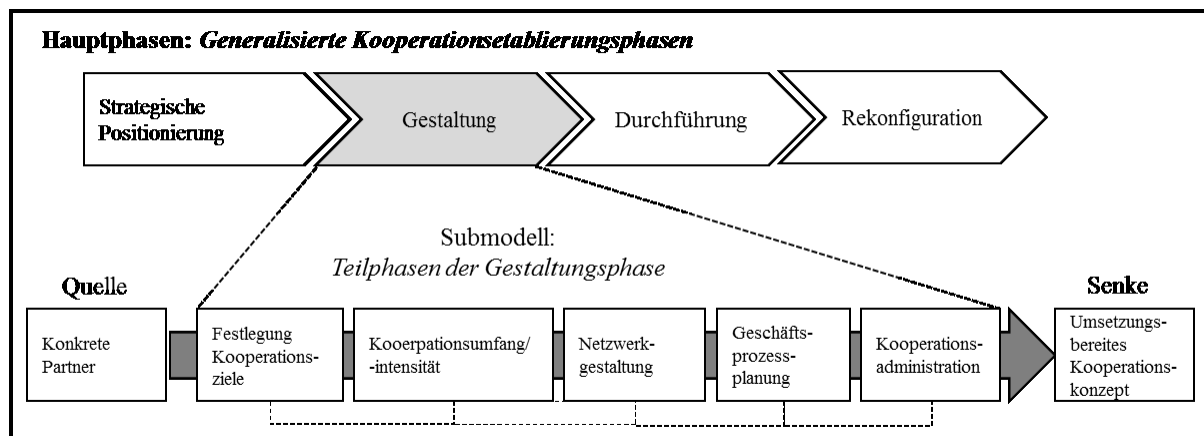 Hauptphasen: Generalisierte Kooperationsetablierungsphasen
Strategische
Positionierung
Gestaltung
Durchführung
Rekonfiguration
Submodell:
Teilphasen der Gestaltungsphase
Quelle
Senke
Konkrete
Partner
Festlegung
Kooperations-
ziele
Kooerpationsumfang/
-intensität
Netzwerk-
gestaltung
Geschäfts-
prozess-
planung
Kooperations-
administration
Umsetzungs-
bereites
Kooperations-
konzept